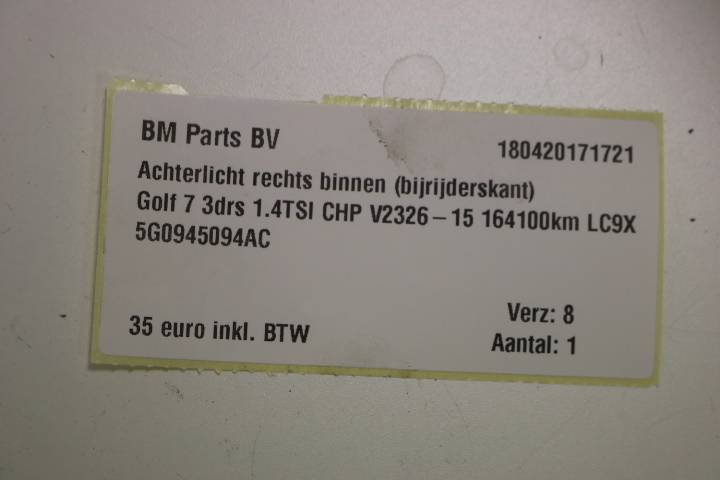 BM Parts BV
180420171721
Achterlicht rechts binnen (bijrijderskant)
Golf 7 3drs 1.4TSI CHP V2326-15 164100km LC9X
5G0945094AC
Verz: 8
35 euro inkl. BTW
Aantal: 1